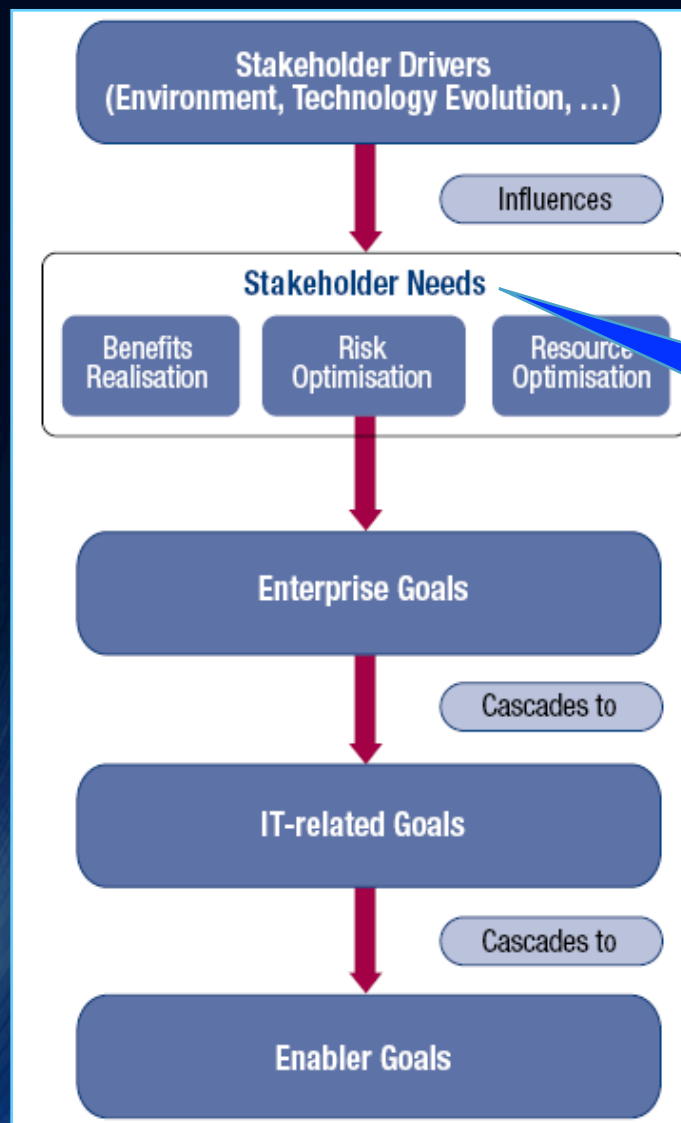 Stakeholder Drivers
(Environment, Technology Evolution, …)
Influences
Stakeholder Needs
Benefits
Realisation
Risk
Optimisation
Resource
Optimisation
Enterprise Goals
Cascades to
IT-related Goals
Cascades to
Enabler Goals